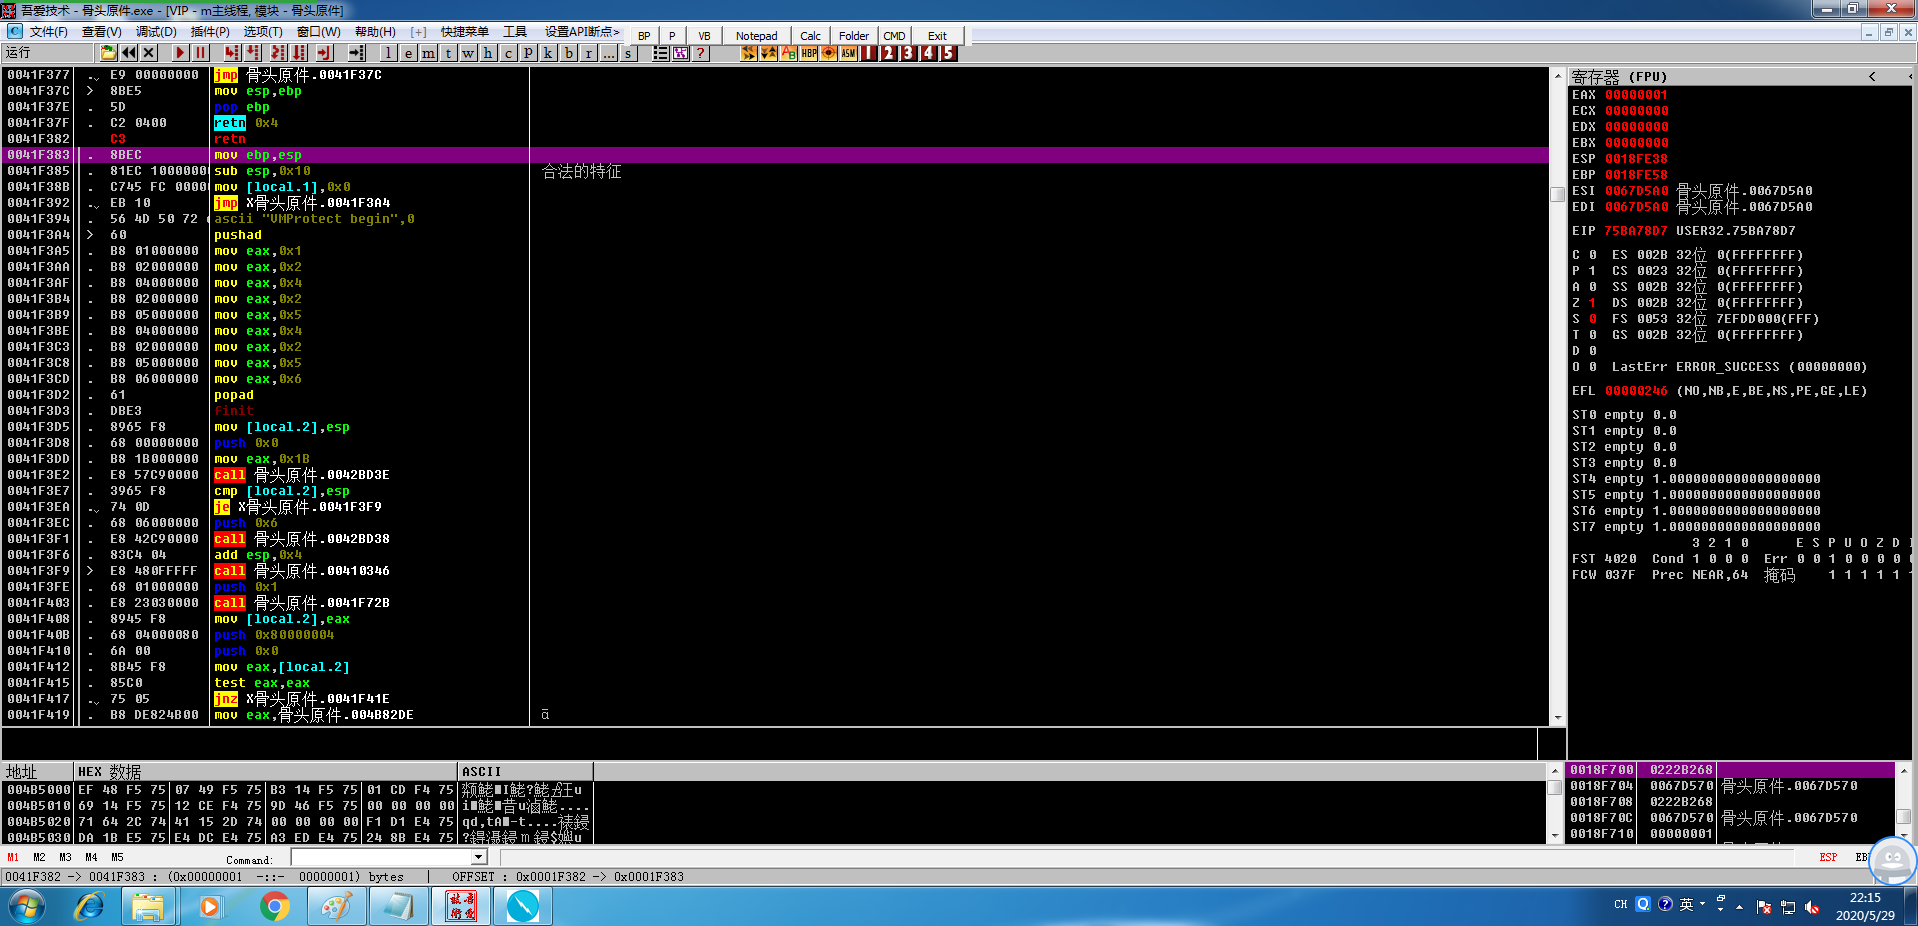 吾爱技术 - 骨头原件.exe - [VIP - m主线程, 模块 - 骨头原件]
文件(F) 查看(V) 调试(D) 插件(P) 选项(T) 窗口(W) 帮助(H) [+] 快捷菜单 工具 设置API断点> BP P VB Notepad Calc Folder CMD Exit
运行 l e m t w h c p k b r ... s ? HBP ASM 1 2 3 4 5
0041F377 . E9 00000000 jmp 骨头原件.0041F37C
0041F37C > 8BE5 mov esp,ebp
0041F37E . 5D pop ebp
0041F37F . C2 0400 retn 0x4
0041F382 C3 retn
0041F383 . 8BEC mov ebp,esp
0041F385 . 81EC 1000000 sub esp,0x10 合法的特征
0041F38B . C745 FC 0000 mov [local.1],0x0
0041F392 . EB 10 jmp X骨头原件.0041F3A4
0041F394 . 56 4D 50 72 ascii "VMProtect begin",0
0041F3A4 > 60 pushad
0041F3A5 . B8 01000000 mov eax,0x1
0041F3AA . B8 02000000 mov eax,0x2
0041F3AF . B8 04000000 mov eax,0x4
0041F3B4 . B8 02000000 mov eax,0x2
0041F3B9 . B8 05000000 mov eax,0x5
0041F3BE . B8 04000000 mov eax,0x4
0041F3C3 . B8 02000000 mov eax,0x2
0041F3C8 . B8 05000000 mov eax,0x5
0041F3CD . B8 06000000 mov eax,0x6
0041F3D2 . 61 popad
0041F3D3 . DBE3 finit
0041F3D5 . 8965 F8 mov [local.2],esp
0041F3D8 . 68 00000000 push 0x0
0041F3DD . B8 1B000000 mov eax,0x1B
0041F3E2 . E8 57C90000 call 骨头原件.0042BD3E
0041F3E7 . 3965 F8 cmp [local.2],esp
0041F3EA . 74 0D je X骨头原件.0041F3F9
0041F3EC . 68 06000000 push 0x6
0041F3F1 . E8 42C90000 call 骨头原件.0042BD38
0041F3F6 . 83C4 04 add esp,0x4
0041F3F9 > E8 480FFFFF call 骨头原件.00410346
0041F3FE . 68 01000000 push 0x1
0041F403 . E8 23030000 call 骨头原件.0041F72B
0041F408 . 8945 F8 mov [local.2],eax
0041F40B . 68 04000080 push 0x80000004
0041F410 . 6A 00 push 0x0
0041F412 . 8B45 F8 mov eax,[local.2]
0041F415 . 85C0 test eax,eax
0041F417 . 75 05 jnz X骨头原件.0041F41E
0041F419 . B8 DE824B00 mov eax,骨头原件.004B82DE
寄存器 (FPU) < <
EAX 00000001
ECX 00000000
EDX 00000000
EBX 00000000
ESP 0018FE38
EBP 0018FE58
ESI 0067D5A0 骨头原件.0067D5A0
EDI 0067D5A0 骨头原件.0067D5A0
EIP 75BA78D7 USER32.75BA78D7
C 0 ES 002B 32位 0(FFFFFFFF)
P 1 CS 0023 32位 0(FFFFFFFF)
A 0 SS 002B 32位 0(FFFFFFFF)
Z 1 DS 002B 32位 0(FFFFFFFF)
S 0 FS 0053 32位 7EFDD000(FFF)
T 0 GS 002B 32位 0(FFFFFFFF)
D 0
O 0 LastErr ERROR_SUCCESS (00000000)
EFL 00000246 (NO,NB,E,BE,NS,PE,GE,LE)
ST0 empty 0.0
ST1 empty 0.0
ST2 empty 0.0
ST3 empty 0.0
ST4 empty 1.0000000000000000000
ST5 empty 1.0000000000000000000
ST6 empty 1.0000000000000000000
ST7 empty 1.0000000000000000000
3 2 1 0 E S P U O Z D I
FST 4020 Cond 1 0 0 0 Err 0 0 1 0 0 0 0 0
FCW 037F Prec NEAR,64 掩码 1 1 1 1 1 1
地址 HEX 数据 ASCII
004B5000 EF 48 F5 75 07 49 F5 75 B3 14 F5 75 01 CD F4 75
004B5010 69 14 F5 75 12 CE F4 75 9D 46 F5 75 00 00 00 00
004B5020 71 64 2C 74 41 15 2D 74 00 00 00 00 F1 D1 E4 75
004B5030 DA 1B E5 75 E4 DC E4 75 A3 ED E4 75 24 8B E4 75
0018F700 0222B268
0018F704 0067D570 骨头原件.0067D570
0018F708 0222B268
0018F70C 0067D570 骨头原件.0067D570
0018F710 00000001
M1 M2 M3 M4 M5 Command: ESP
0041F382 -> 0041F383 : (0x00000001 -::- 00000001) bytes | OFFSET : 0x0001F382 -> 0x0001F383
CH 英 22:15
2020/5/29